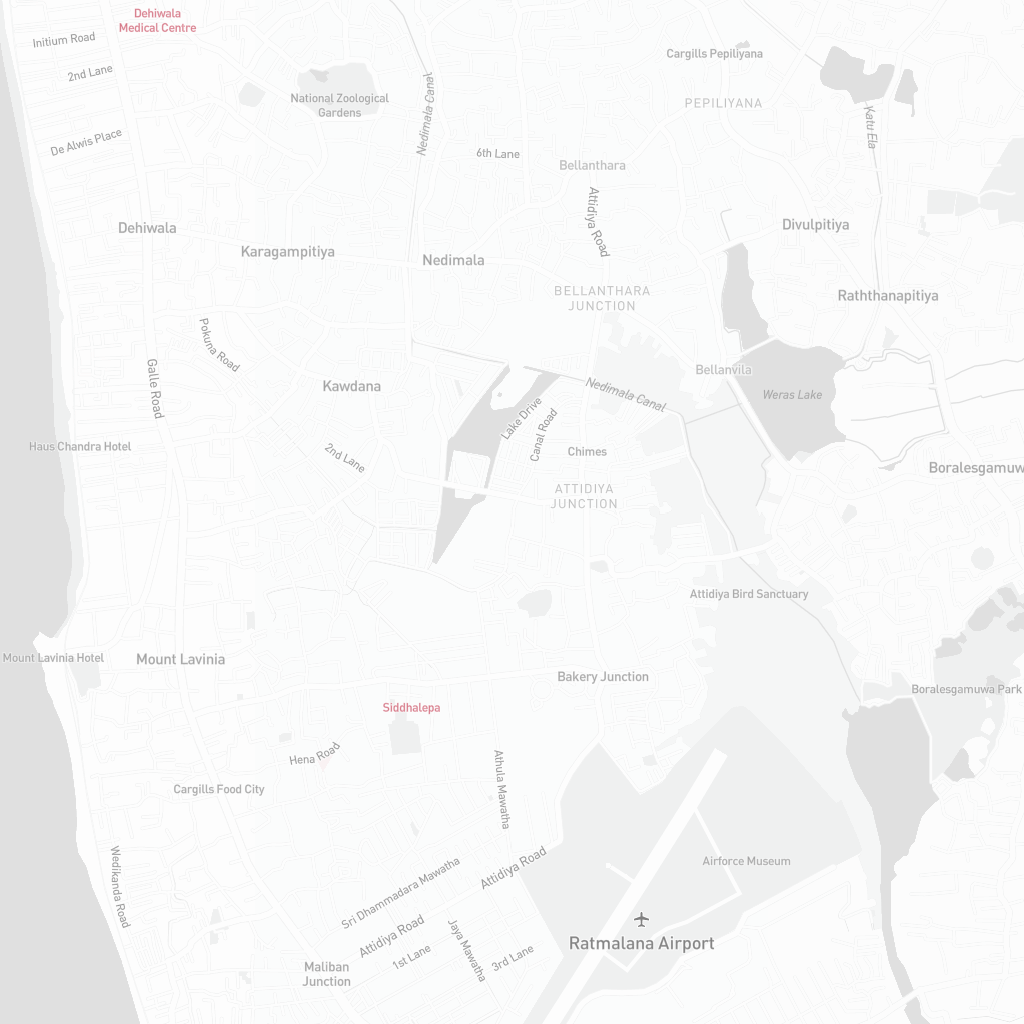 Dehiwala
Medical Centre
Initium Road
2nd Lane
De Alwis Place
National Zoological
Gardens
Nedimala Canal
6th Lane
Cargills Pepiliyana
PEPILIYANA
Katu Ela
Bellanthara
Attidiya Road
Dehiwala
Karagampitiya
Nedimala
Divulpitiya
BELLANTHARA
JUNCTION
Raththanapitiya
Pokuna Road
Galle Road
Kawdana
Nedimala Canal
Bellanvila
Weras Lake
Lake Drive
Canal Road
Haus Chandra Hotel
2nd Lane
Chimes
ATTIDIYA
JUNCTION
Boralesgamuw
Attidiya Bird Sanctuary
Mount Lavinia Hotel
Mount Lavinia
Bakery Junction
Boralesgamuwa Park
Siddhalepa
Hena Road
Cargills Food City
Athula Mawatha
Wedikanda Road
Sri Dhammadara Mawatha
Attidiya Road
Airforce Museum
Attidiya Road
1st Lane
Jaya Mawatha
3rd Lane
Ratmalana Airport
Maliban
Junction